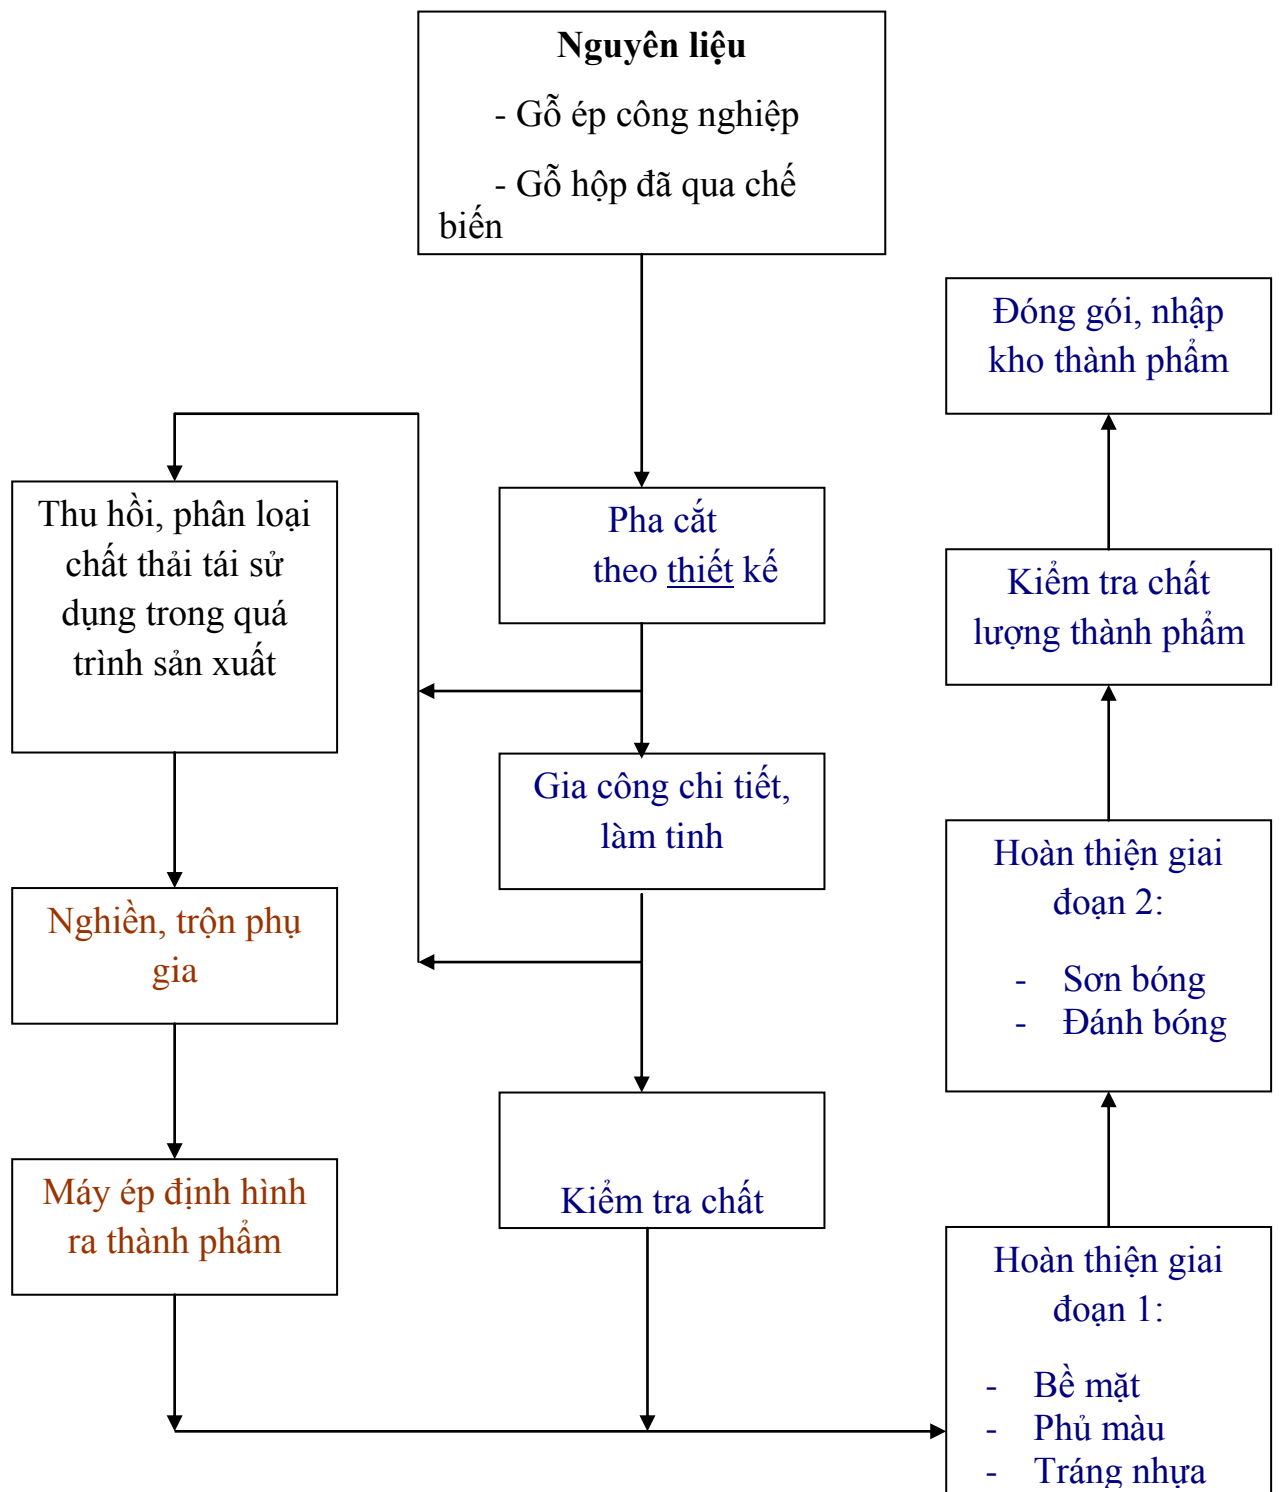 Nguyên liệu
- Gỗ ép công nghiệp
- Gỗ hộp đã qua chế
biến
Đóng gói, nhập
kho thành phẩm
Thu hồi, phân loại
chất thải tái sử
dụng trong quá
trình sản xuất
Pha cắt
theo thiết kế
Kiểm tra chất
lượng thành phẩm
Gia công chi tiết,
làm tinh
Nghiền, trộn phụ
gia
Hoàn thiện giai
đoạn 2:
- Sơn bóng
- Đánh bóng
Máy ép định hình
ra thành phẩm
Kiểm tra chất
Hoàn thiện giai
đoạn 1:
- Bề mặt
- Phủ màu
- Tráng nhựa